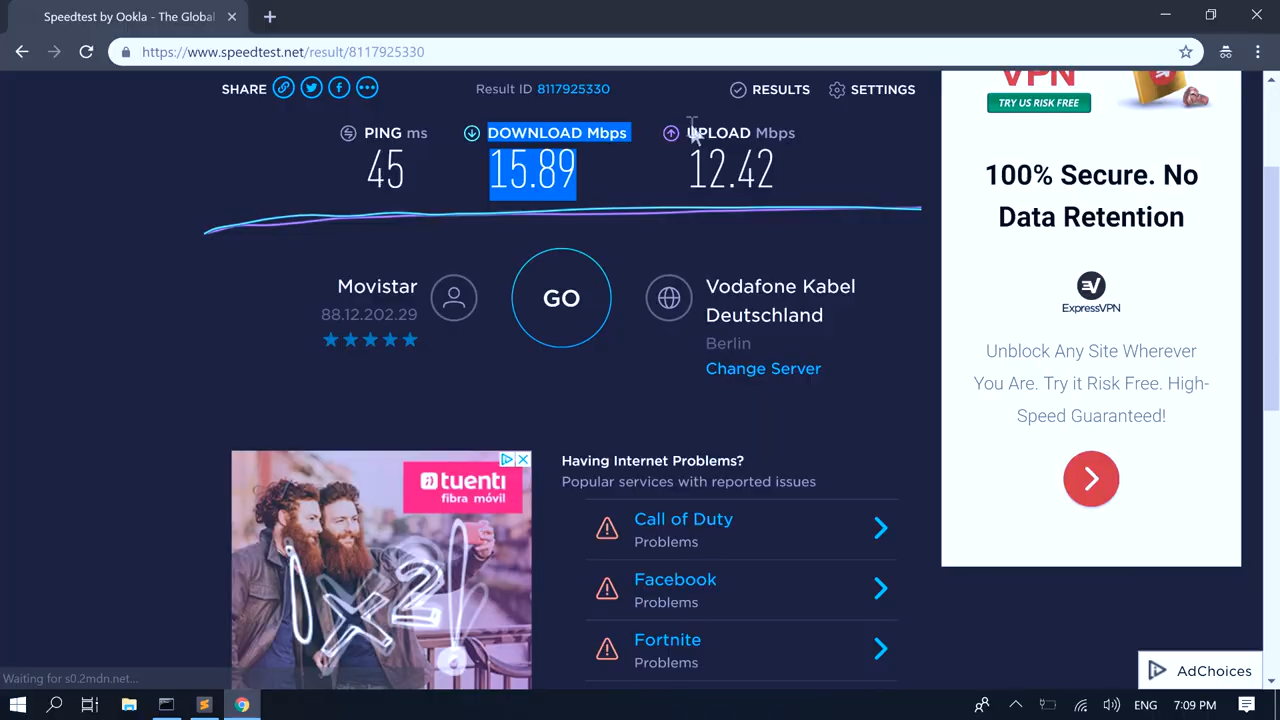 Speedtest by Ookla - The Global
https://www.speedtest.net/result/8117925330
SHARE
Result ID 8117925330
RESULTS
SETTINGS
PING ms
45
DOWNLOAD Mbps
15.89
UPLOAD Mbps
12.42
Movistar
88.12.202.29
GO
Vodafone Kabel
Deutschland
Berlin
Change Server
VPN
TRY US RISK FREE
100% Secure. No
Data Retention
ExpressVPN
Unblock Any Site Wherever
You Are. Try it Risk Free. High-
Speed Guaranteed!
tuenti
fibra móvil
1x2!
Having Internet Problems?
Popular services with reported issues
Call of Duty
Problems
Facebook
Problems
Fortnite
Problems
AdChoices
Waiting for s0.2mdn.net...
ENG
7:09 PM